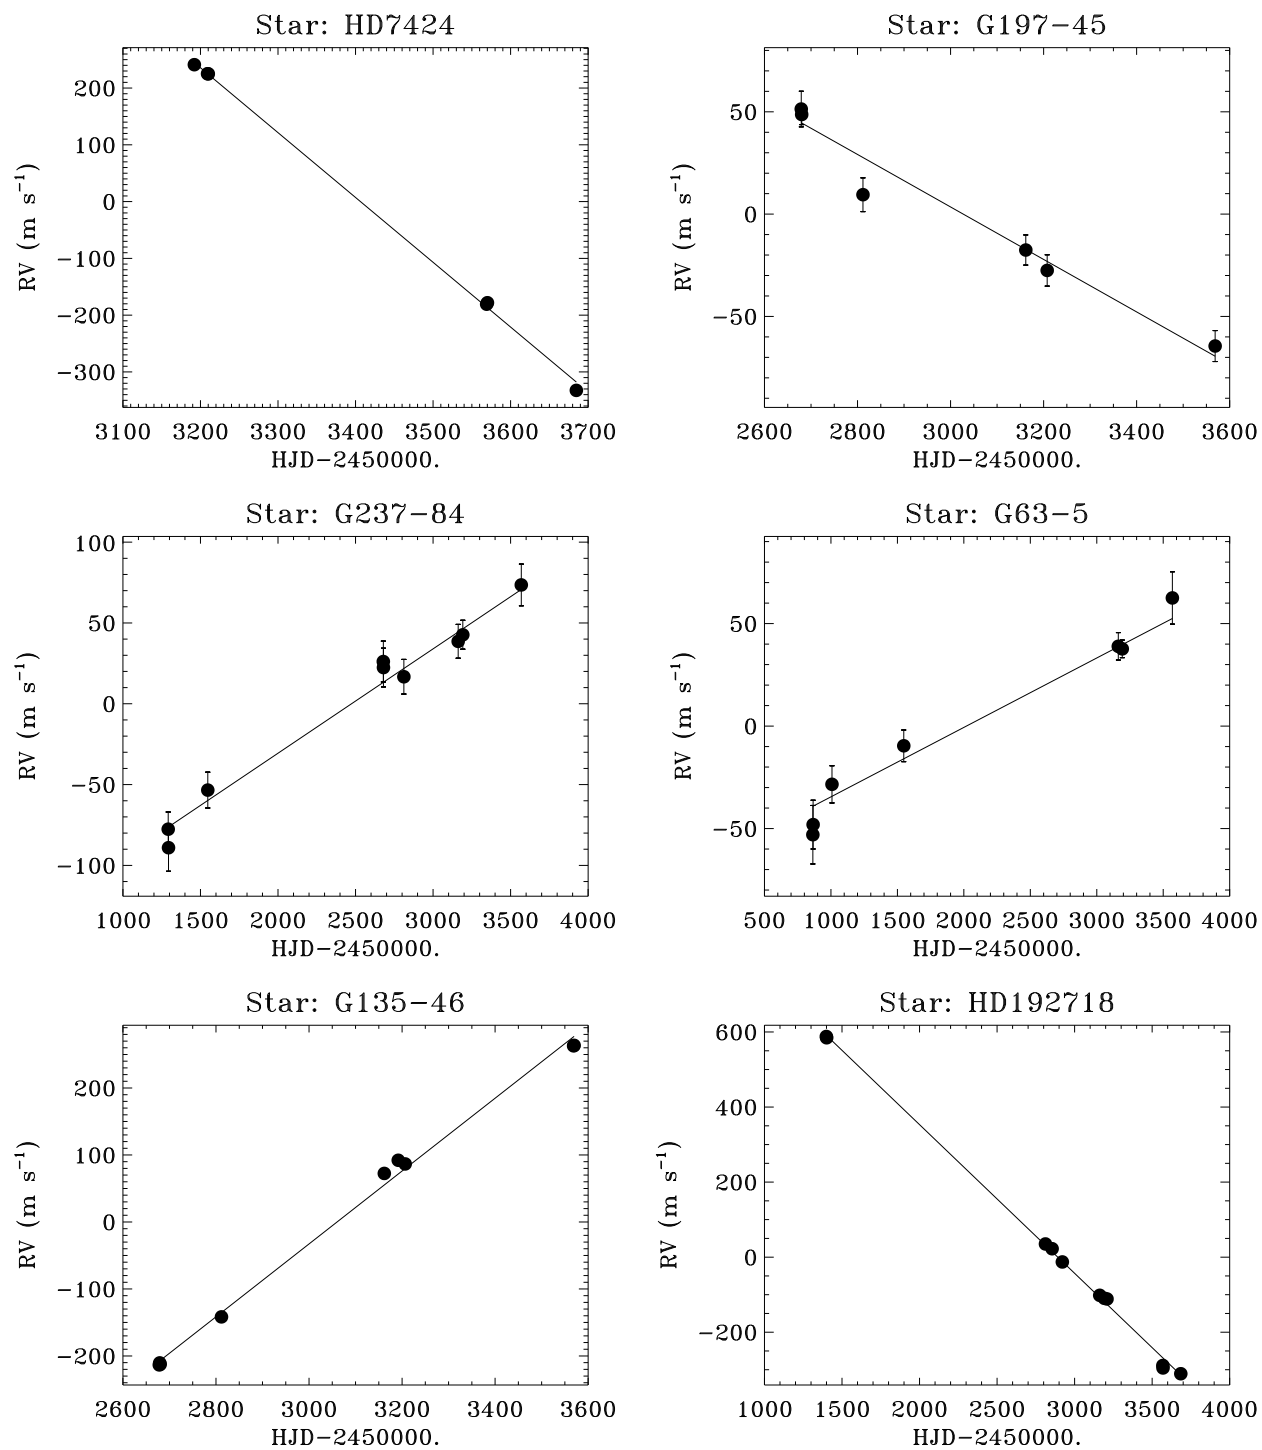 Star: HD7424
200
100
0
−100
−200
−300
RV (m s⁻¹)
3100 3200 3300 3400 3500 3600 3700
HJD−2450000.
Star: G197−45
50
0
−50
RV (m s⁻¹)
2600 2800 3000 3200 3400 3600
HJD−2450000.
Star: G237−84
100
50
0
−50
−100
RV (m s⁻¹)
1000 1500 2000 2500 3000 3500 4000
HJD−2450000.
Star: G63−5
50
0
−50
RV (m s⁻¹)
500 1000 1500 2000 2500 3000 3500 4000
HJD−2450000.
Star: G135−46
200
100
0
−100
−200
RV (m s⁻¹)
2600 2800 3000 3200 3400 3600
HJD−2450000.
Star: HD192718
600
400
200
0
−200
RV (m s⁻¹)
1000 1500 2000 2500 3000 3500 4000
HJD−2450000.